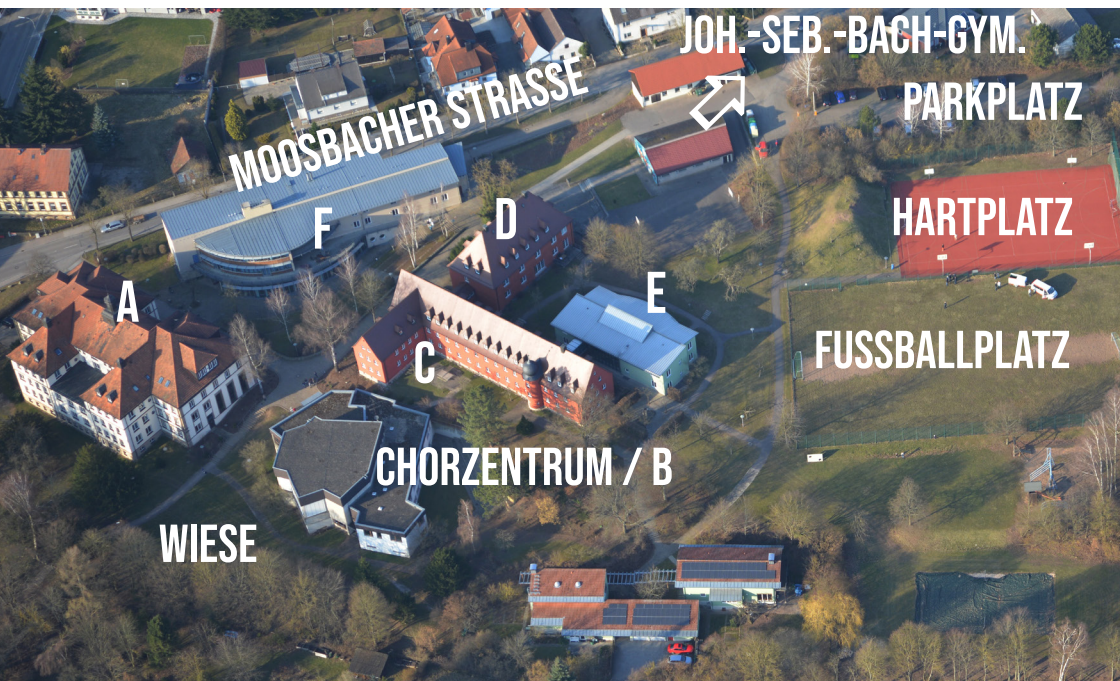 JOH.-SEB.-BACH-GYM.
MOOSBACHER STRASSE
PARKPLATZ
HARTPLATZ
F
D
A
E
FUSSBALLPLATZ
C
CHORZENTRUM / B
WIESE